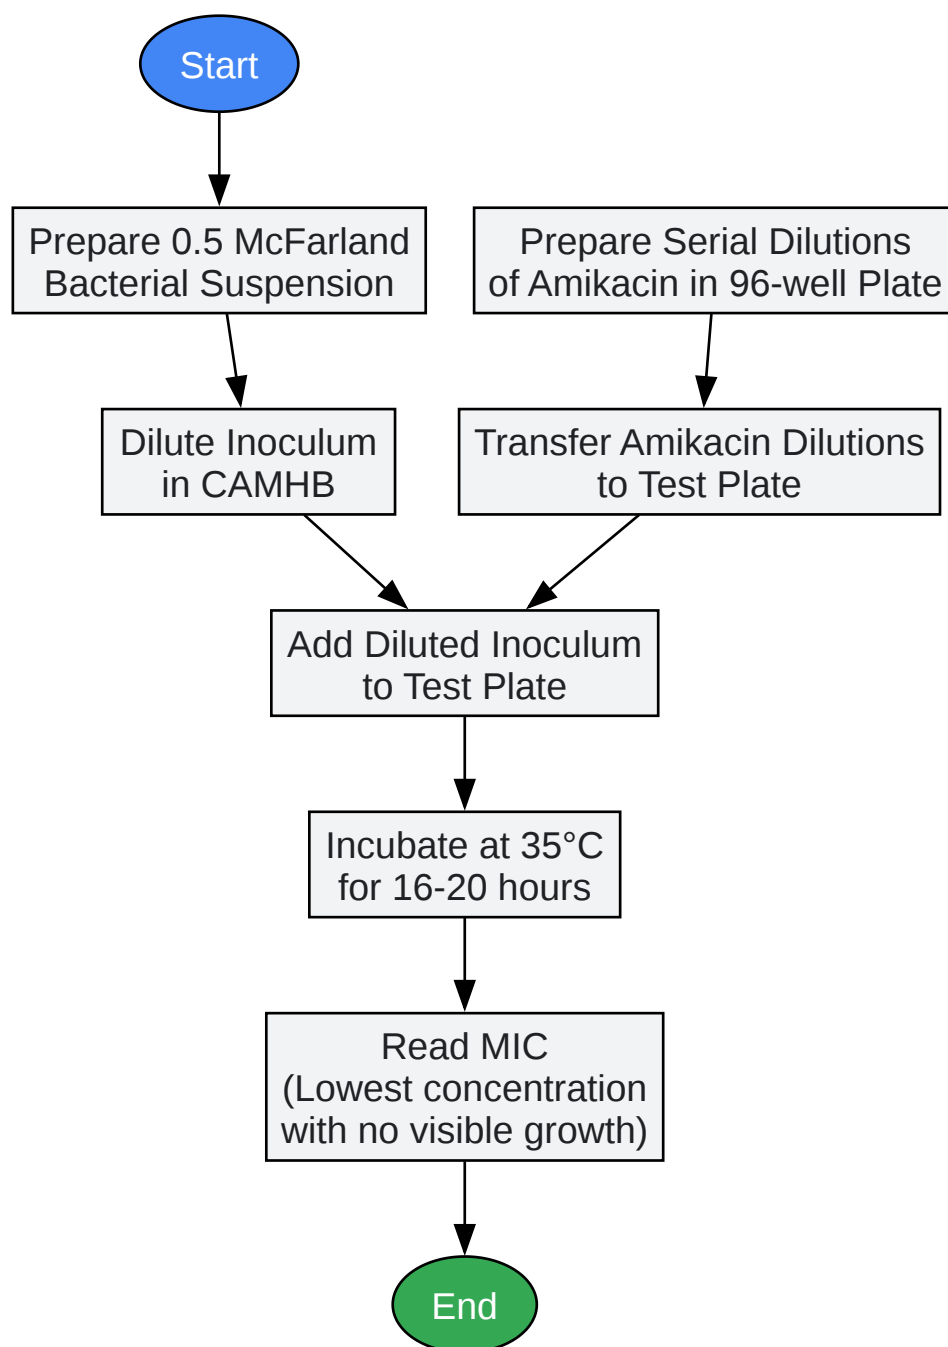 Start
Prepare 0.5 McFarland
Bacterial Suspension
Prepare Serial Dilutions
of Amikacin in 96-well Plate
Dilute Inoculum
in CAMHB
Transfer Amikacin Dilutions
to Test Plate
Add Diluted Inoculum
to Test Plate
Incubate at 35°C
for 16-20 hours
Read MIC
(Lowest concentration
with no visible growth)
End